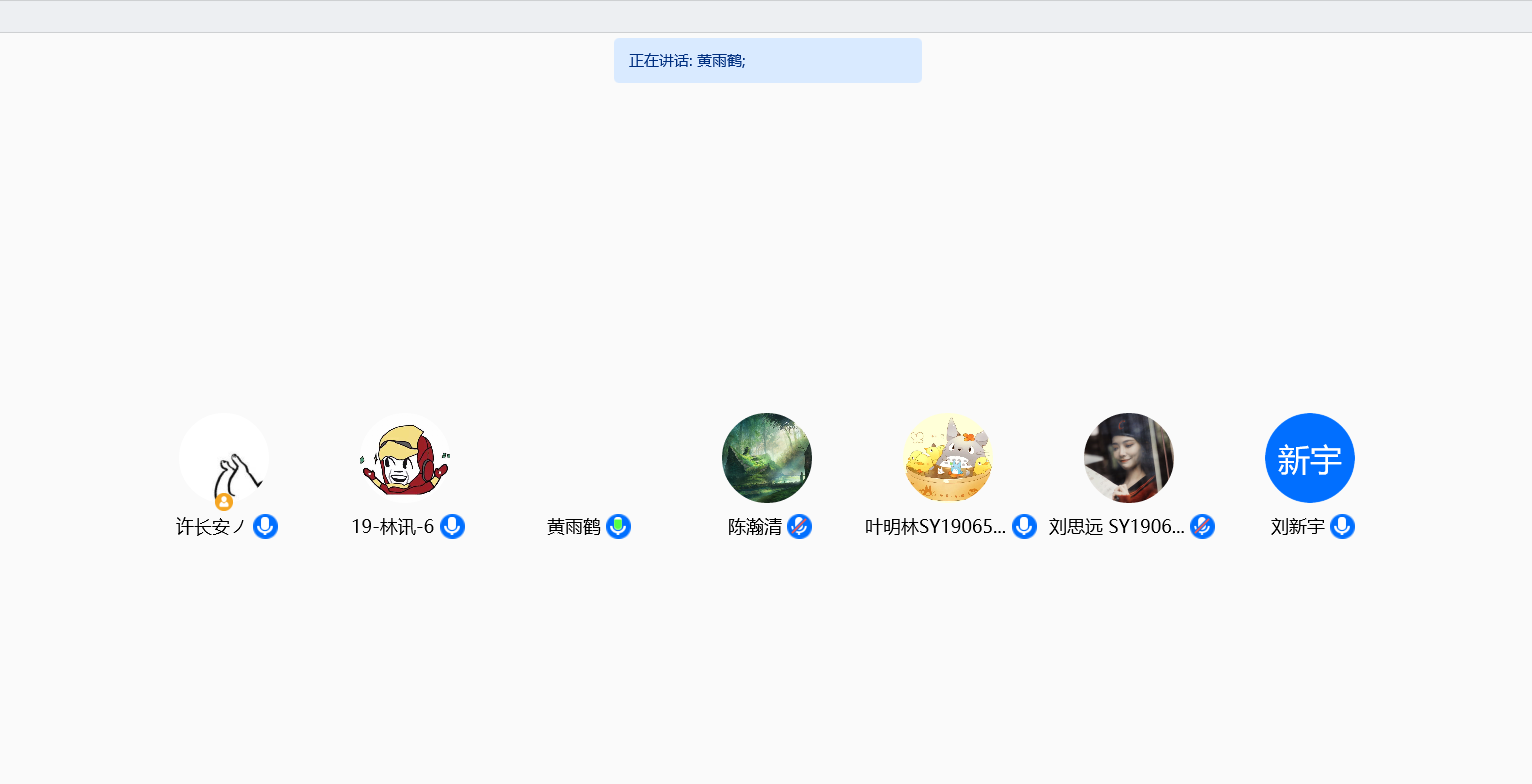 正在讲话: 黄雨鹤;
新宇
许长安ノ
19-林讯-6
黄雨鹤
陈瀚清
叶明林SY19065...
刘思远 SY1906...
刘新宇